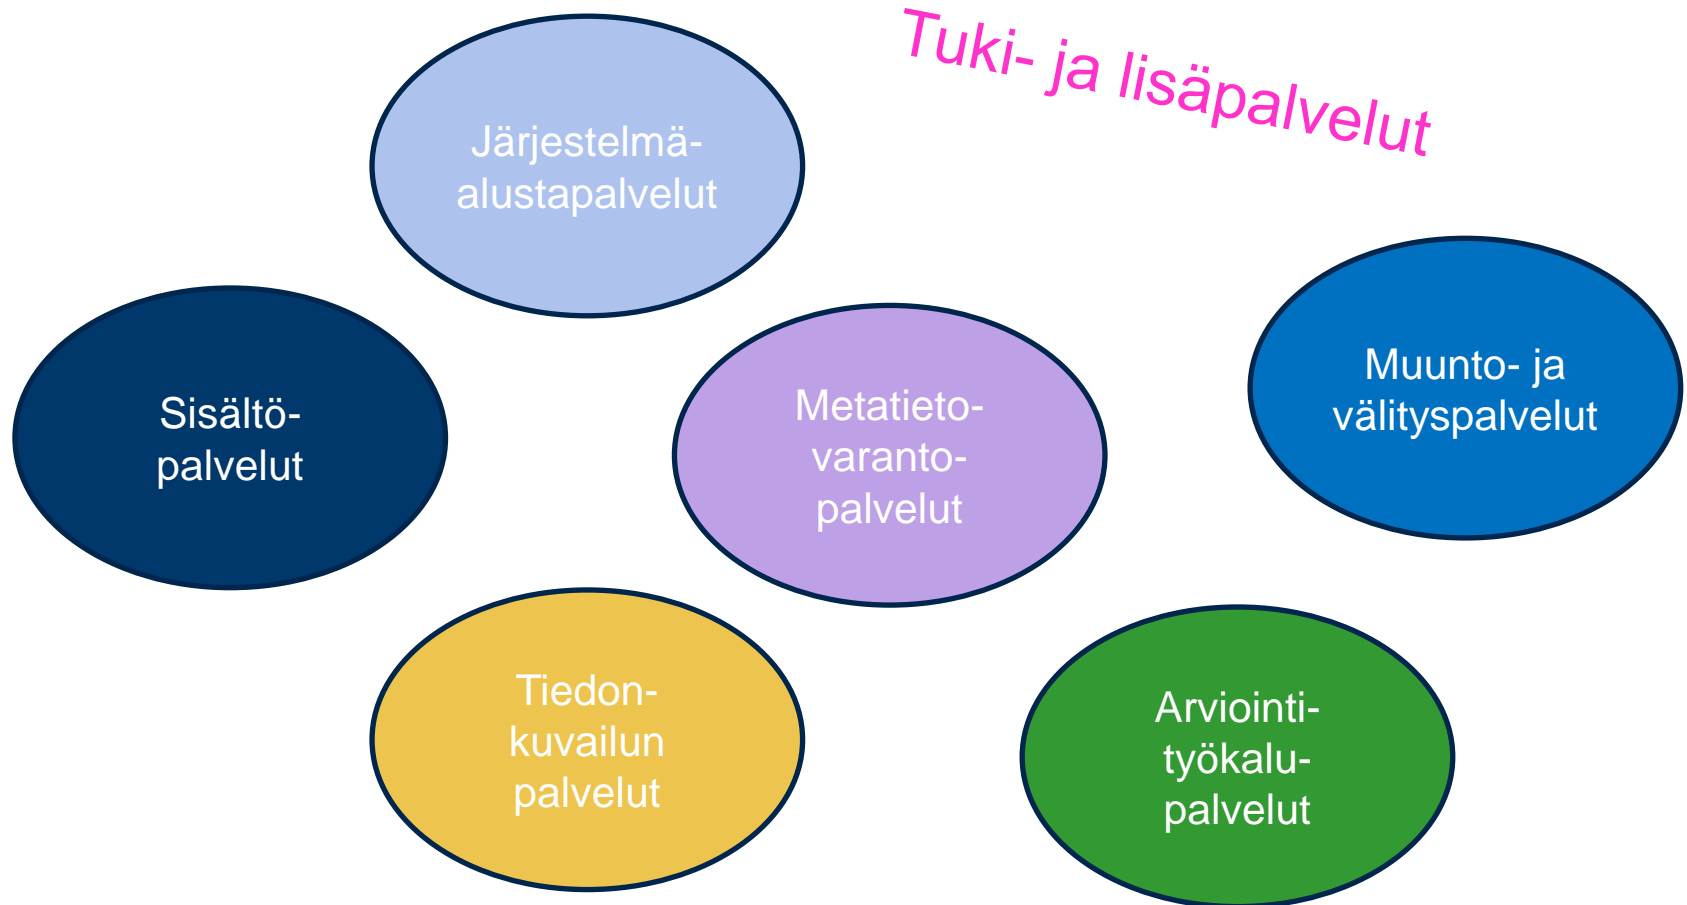 Tuki- ja lisäpalvelut
Järjestelmä-
alustapalvelut
Sisältö-
palvelut
Metatieto-
varanto-
palvelut
Muunto- ja
välityspalvelut
Tiedon-
kuvailun
palvelut
Arviointi-
työkalu-
palvelut